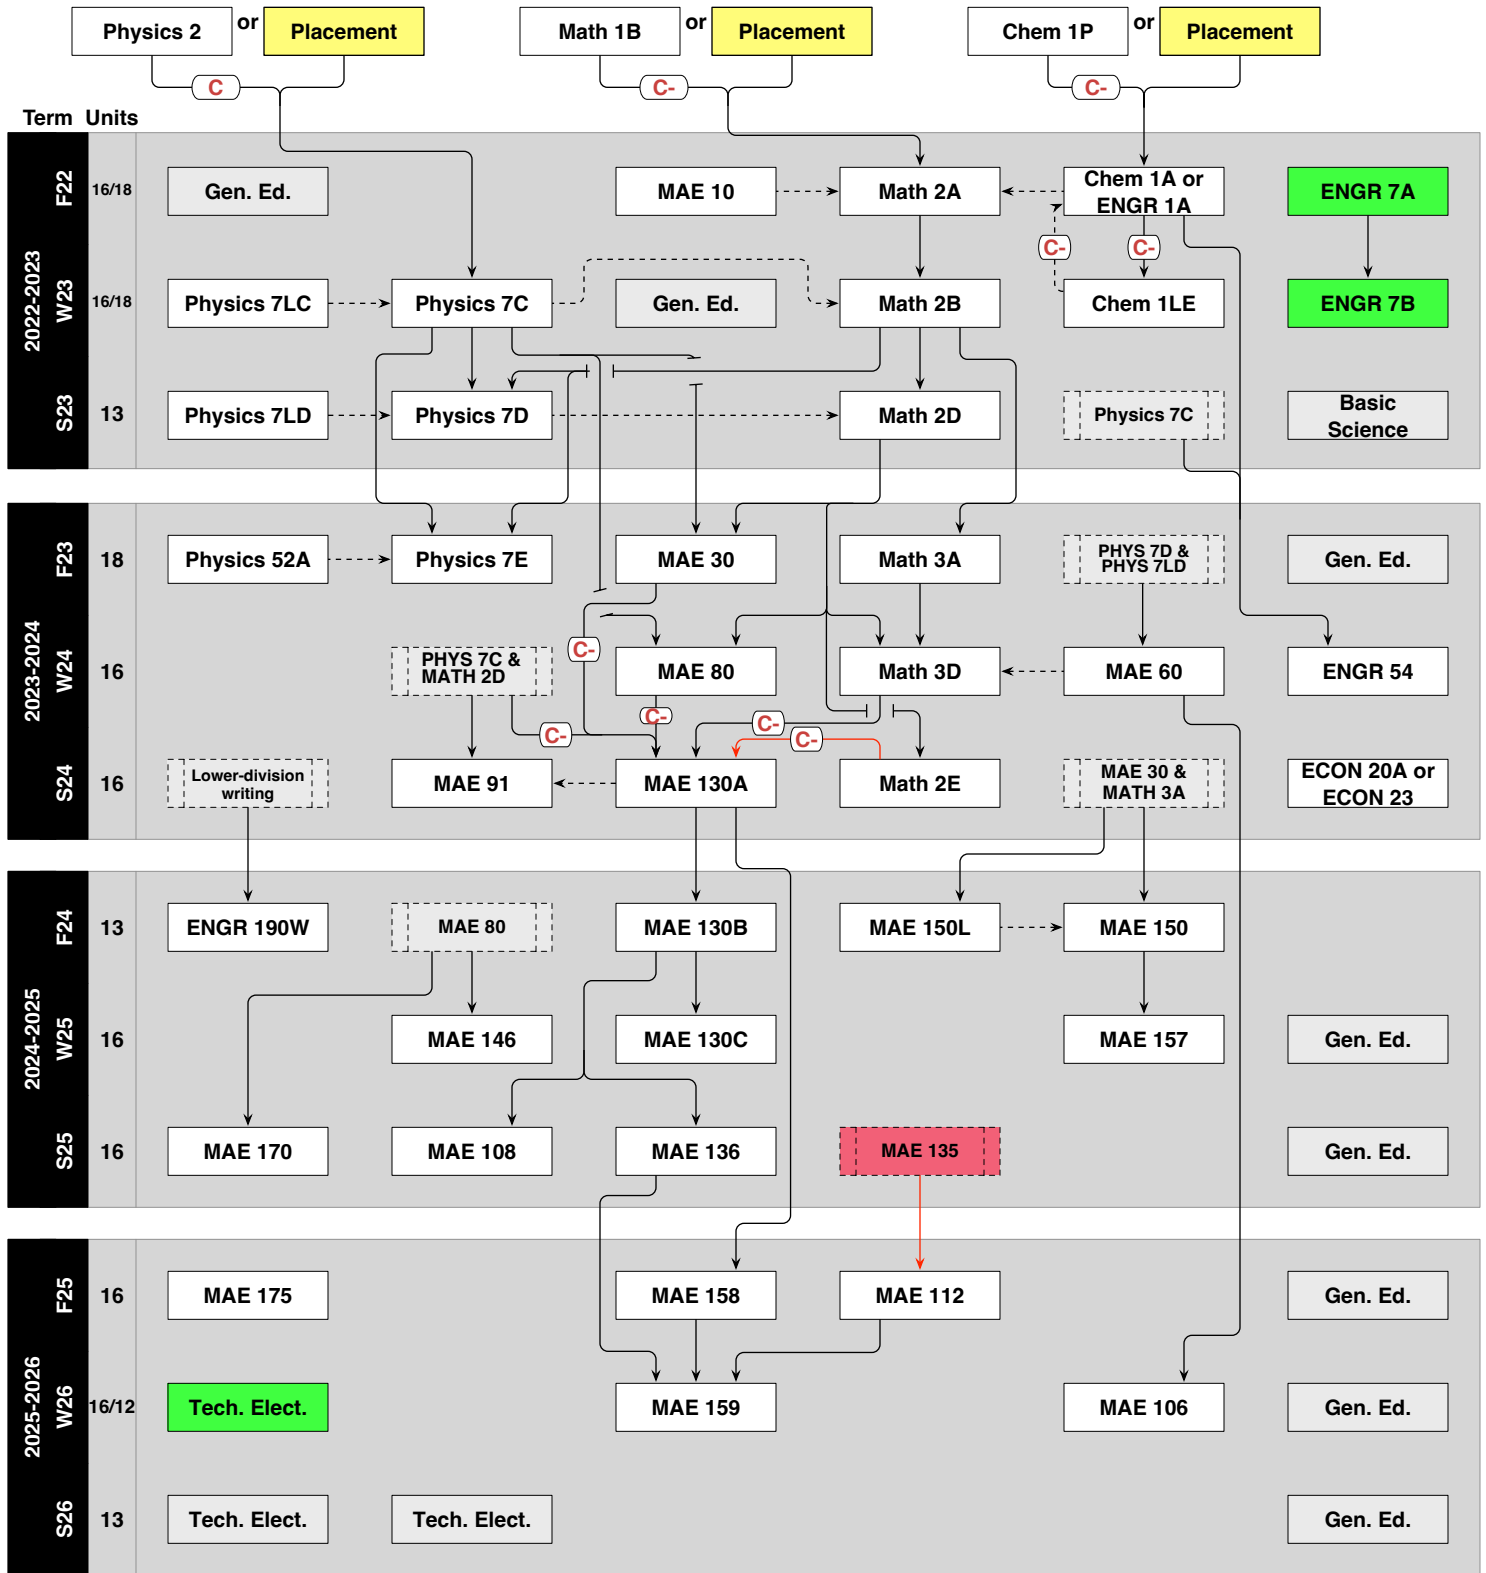 Physics 2 or Placement Math 1B or Placement Chem 1P or Placement
C C- C-
Term Units
2022-2023
F22 16/18 Gen. Ed. MAE 10 Math 2A Chem 1A or
ENGR 1A ENGR 7A
C- C-
W23 16/18 Physics 7LC Physics 7C Gen. Ed. Math 2B Chem 1LE ENGR 7B
S23 13 Physics 7LD Physics 7D Math 2D Physics 7C Basic
Science
2023-2024
F23 18 Physics 52A Physics 7E MAE 30 Math 3A PHYS 7D &
PHYS 7LD Gen. Ed.
C-
W24 16 PHYS 7C &
MATH 2D MAE 80 Math 3D MAE 60 ENGR 54
C- C- C- C-
S24 16 Lower-division
writing MAE 91 MAE 130A Math 2E MAE 30 &
MATH 3A ECON 20A or
ECON 23
2024-2025
F24 13 ENGR 190W MAE 80 MAE 130B MAE 150L MAE 150
W25 16 MAE 146 MAE 130C MAE 157 Gen. Ed.
S25 16 MAE 170 MAE 108 MAE 136 MAE 135 Gen. Ed.
2025-2026
F25 16 MAE 175 MAE 158 MAE 112 Gen. Ed.
W26 16/12 Tech. Elect. MAE 159 MAE 106 Gen. Ed.
S26 13 Tech. Elect. Tech. Elect. Gen. Ed.